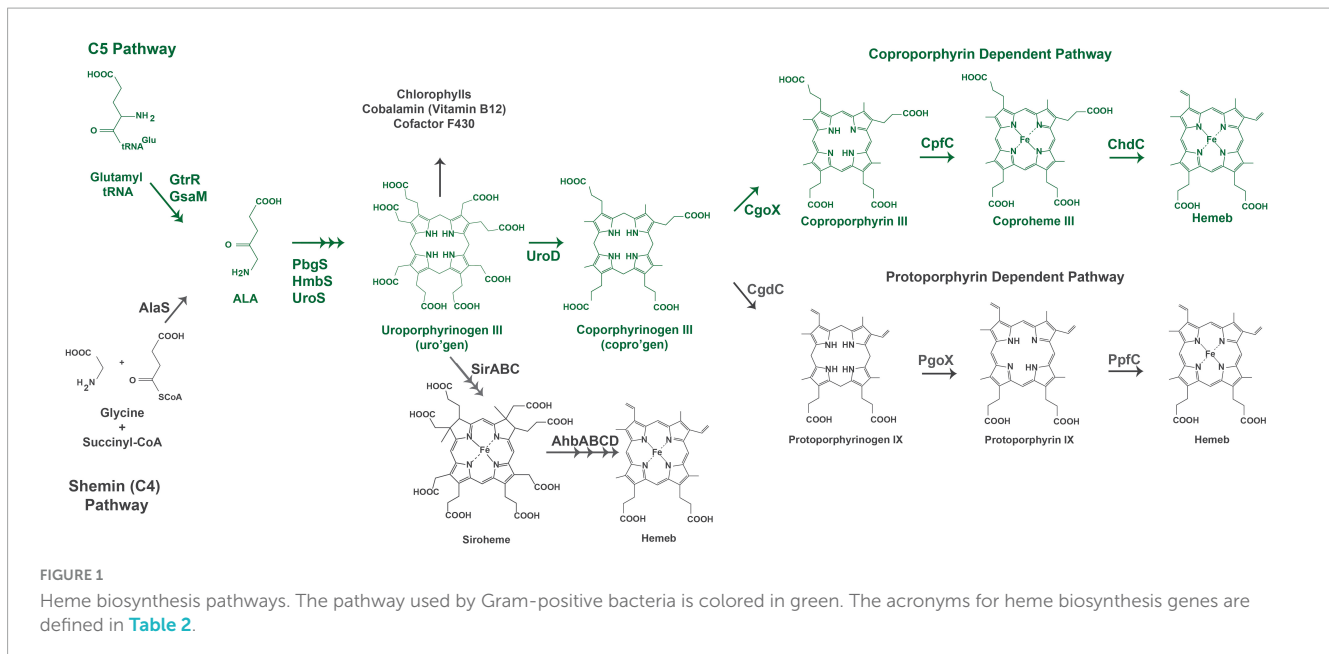 C5 Pathway
HOOC
NH2
O
tRNAGlu
Glutamyl
tRNA
GtrR
GsaM
COOH
O
H2N
ALA
AlaS
HOOC
+
H2N
COOH
O
SCoA
Glycine
+
Succinyl-CoA
Shemin (C4)
Pathway
PbgS
HmbS
UroS
Chlorophylls
Cobalamin (Vitamin B12)
Cofactor F430
HOOC
COOH
HOOC
COOH
NH HN
NH HN
HOOC
COOH
COOH COOH
Uroporphyrinogen III
(uro'gen)
UroD
HOOC
COOH
NH HN
NH HN
COOH COOH
Coporphyrinogen III
(copro'gen)
SirABC
HOOC
COOH
HOOC
COOH
N N
Fe
N N
HOOC
COOH
COOH COOH
Siroheme
AhbABCD
N N
Fe
N N
COOH COOH
Hemeb
Coproporphyrin Dependent Pathway
CgoX
HOOC
COOH
NH N
N HN
COOH COOH
Coproporphyrin III
CpfC
HOOC
COOH
N N
Fe
N N
COOH COOH
Coproheme III
ChdC
N N
Fe
N N
COOH COOH
Hemeb
Protoporphyrin Dependent Pathway
CgdC
NH HN
NH HN
COOH COOH
Protoporphyrinogen IX
PgoX
NH N
N HN
COOH COOH
Protoporphyrin IX
PpfC
N N
Fe
N N
COOH COOH
Hemeb
FIGURE 1
Heme biosynthesis pathways. The pathway used by Gram-positive bacteria is colored in green. The acronyms for heme biosynthesis genes are
defined in Table 2.